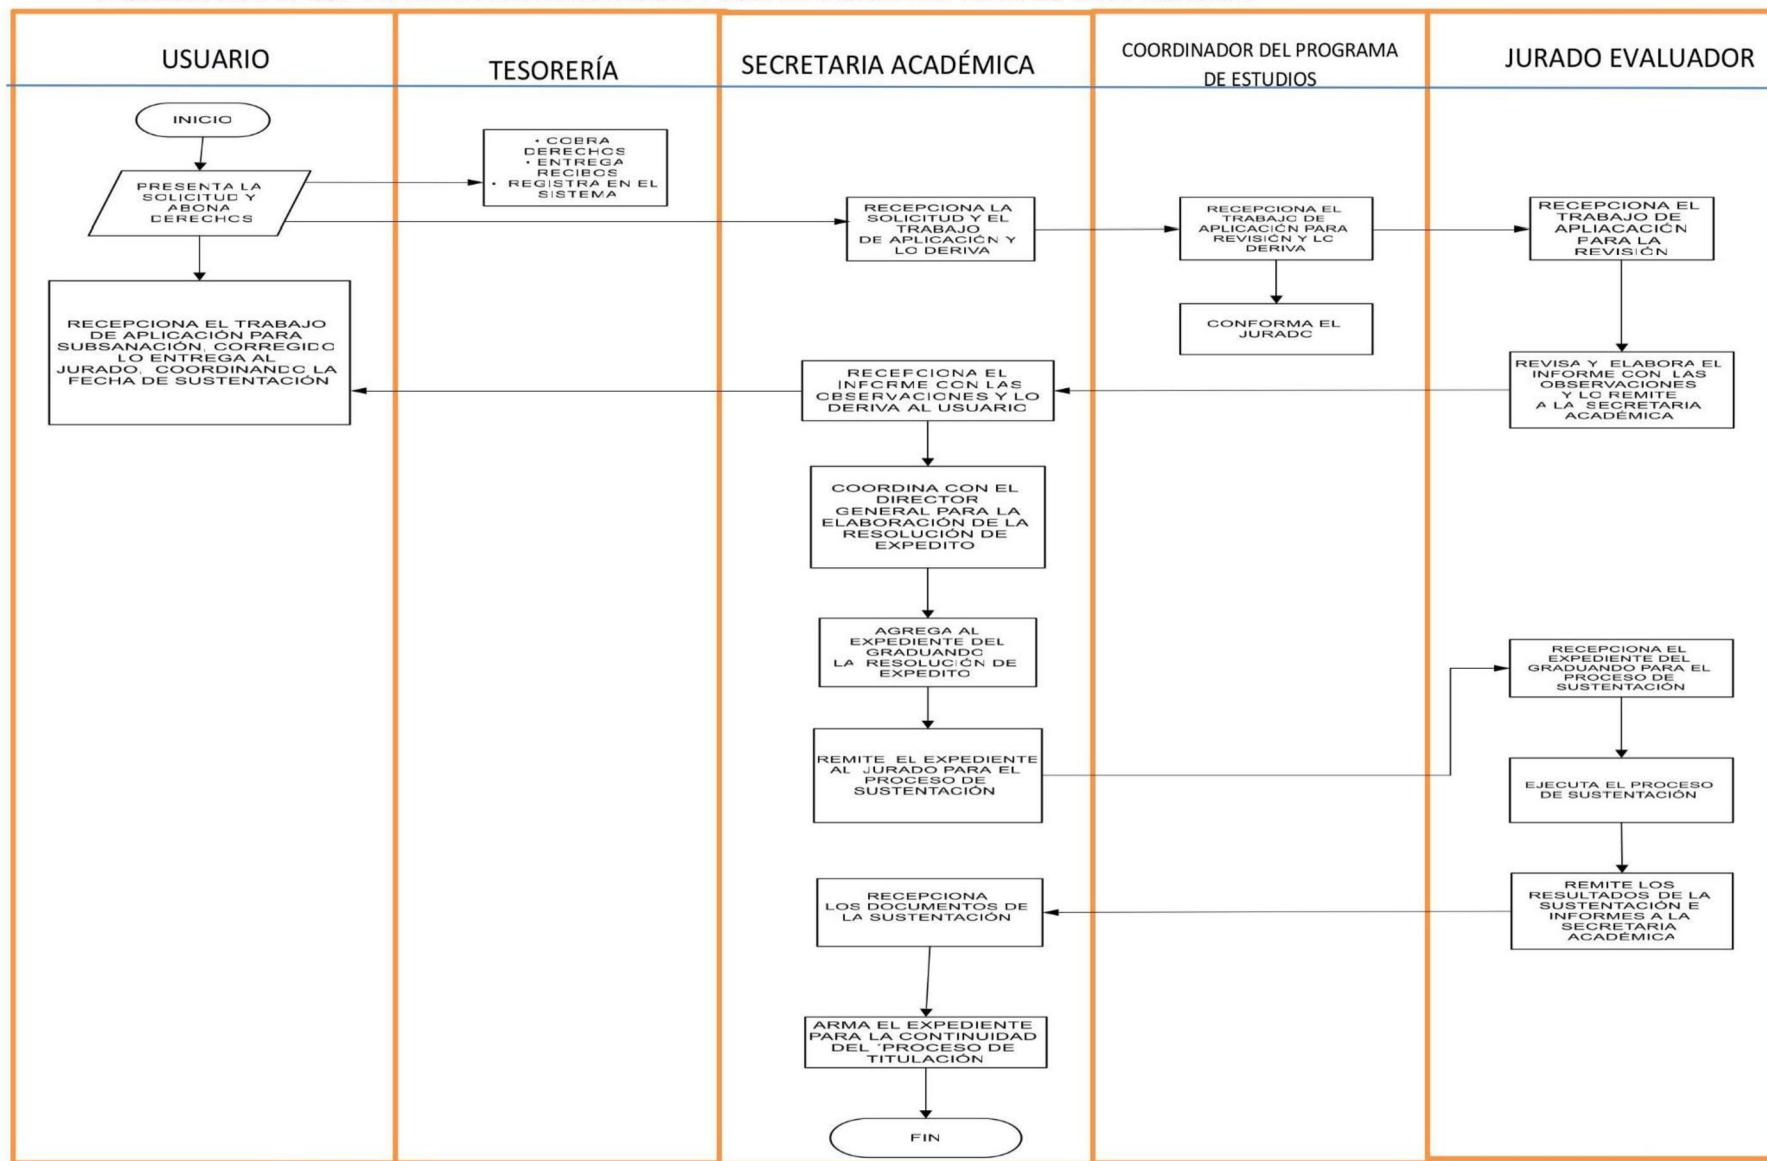 USUARIO
TESORERÍA
SECRETARIA ACADÉMICA
COORDINADOR DEL PROGRAMA
DE ESTUDIOS
JURADO EVALUADOR
INICIO
PRESENTA LA
SOLICITUD Y
ABONA
DERECHOS
• COBRA
DERECHOS
• ENTREGA
RECIBOS
• REGISTRA EN EL
SISTEMA
RECEPCIONA LA
SOLICITUD Y EL
TRABAJO
DE APLICACIÓN Y
LO DERIVA
RECEPCIONA EL
TRABAJO DE
APLICACIÓN PARA
REVISIÓN Y LO
DERIVA
RECEPCIONA EL
TRABAJO DE
APLIACACIÓN
PARA LA
REVISIÓN
RECEPCIONA EL TRABAJO
DE APLICACIÓN PARA
SUBSANACIÓN, CORREGIDO
LO ENTREGA AL
JURADO, COORDINANDO LA
FECHA DE SUSTENTACIÓN
CONFORMA EL
JURADO
RECEPCIONA EL
INFORME CON LAS
OBSERVACIONES Y LO
DERIVA AL USUARIO
REVISA Y ELABORA EL
INFORME CON LAS
OBSERVACIONES
Y LO REMITE
A LA SECRETARIA
ACADÉMICA
COORDINA CON EL
DIRECTOR
GENERAL PARA LA
ELABORACIÓN DE LA
RESOLUCIÓN DE
EXPEDITO
AGREGA AL
EXPEDIENTE DEL
GRADUANDO
LA RESOLUCIÓN DE
EXPEDITO
RECEPCIONA EL
EXPEDIENTE DEL
GRADUANDO PARA EL
PROCESO DE
SUSTENTACIÓN
REMITE EL EXPEDIENTE
AL JURADO PARA EL
PROCESO DE
SUSTENTACIÓN
EJECUTA EL PROCESO
DE SUSTENTACIÓN
RECEPCIONA
LOS DOCUMENTOS DE
LA SUSTENTACIÓN
REMITE LOS
RESULTADOS DE LA
SUSTENTACIÓN E
INFORMES A LA
SECRETARIA
ACADÉMICA
ARMA EL EXPEDIENTE
PARA LA CONTINUIDAD
DEL ´PROCESO DE
TITULACIÓN
FIN